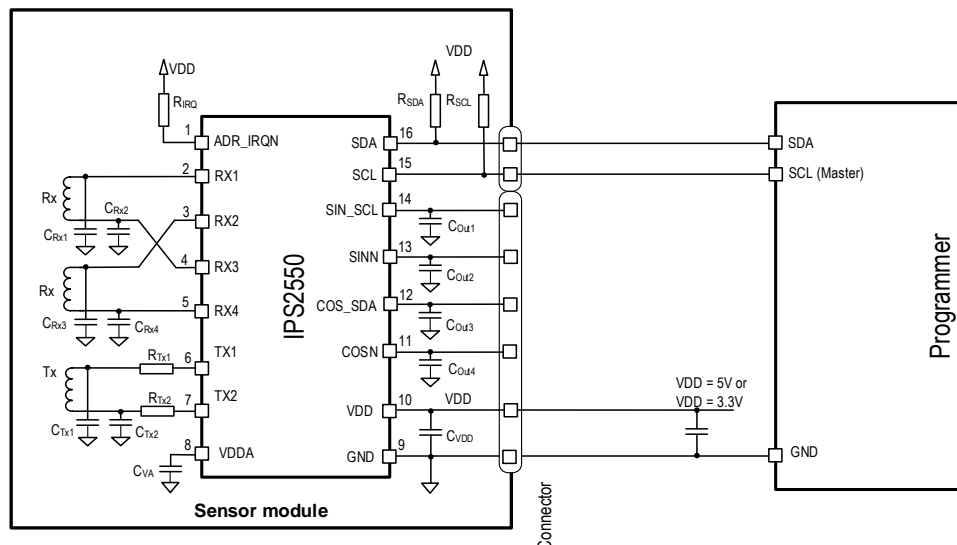 VDD
VDD
RIRQ
RSDA
RSCL
1
ADR_IRQN
SDA
16
SDA
2
RX1
SCL
15
SCL (Master)
Rx
CRx1
CRx2
3
RX2
SIN_SCL
14
COut1
4
RX3
SINN
13
COut2
Rx
CRx3
CRx4
5
RX4
COS_SDA
12
COut3
IPS2550
Programmer
TX1
RTx1
6
COSN
11
COut4
Tx
TX2
RTx2
7
CTx1
CTx2
VDD
10
VDD
CVDD
VDD = 5V or
VDD = 3.3V
8
VDDA
CVA
GND
9
GND
Sensor module
Connector